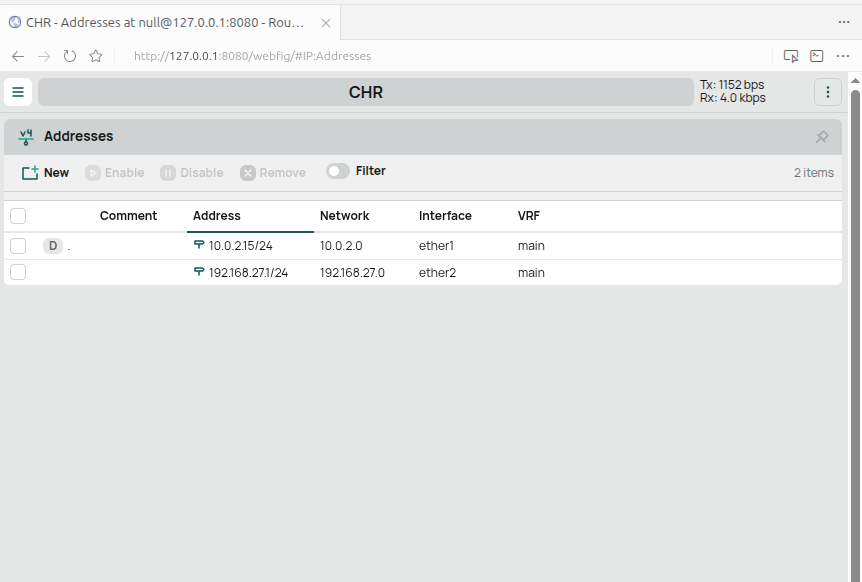 CHR - Addresses at null@127.0.0.1:8080 - Rou...
http://127.0.0.1:8080/webfig/#IP:Addresses
CHR
Tx: 1152 bps
Rx: 4.0 kbps
v4 Addresses
New Enable Disable Remove Filter 2 items
Comment Address Network Interface VRF
D . 10.0.2.15/24 10.0.2.0 ether1 main
192.168.27.1/24 192.168.27.0 ether2 main